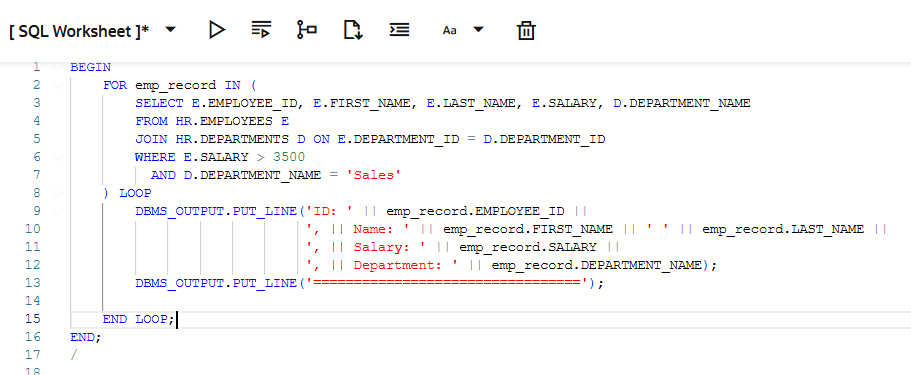 [ SQL Worksheet ]* Aa
1 BEGIN
2 FOR emp_record IN (
3 SELECT E.EMPLOYEE_ID, E.FIRST_NAME, E.LAST_NAME, E.SALARY, D.DEPARTMENT_NAME
4 FROM HR.EMPLOYEES E
5 JOIN HR.DEPARTMENTS D ON E.DEPARTMENT_ID = D.DEPARTMENT_ID
6 WHERE E.SALARY > 3500
7 AND D.DEPARTMENT_NAME = 'Sales'
8 ) LOOP
9 DBMS_OUTPUT.PUT_LINE('ID: ' || emp_record.EMPLOYEE_ID ||
10 ', || Name: ' || emp_record.FIRST_NAME || ' ' || emp_record.LAST_NAME ||
11 ', || Salary: ' || emp_record.SALARY ||
12 ', || Department: ' || emp_record.DEPARTMENT_NAME);
13 DBMS_OUTPUT.PUT_LINE('=================================');
14
15 END LOOP;
16 END;
17 /
18